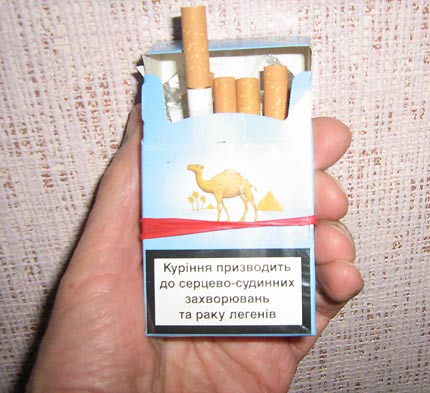 Куріння призводить
до серцево-судинних
захворювань
та раку легенів